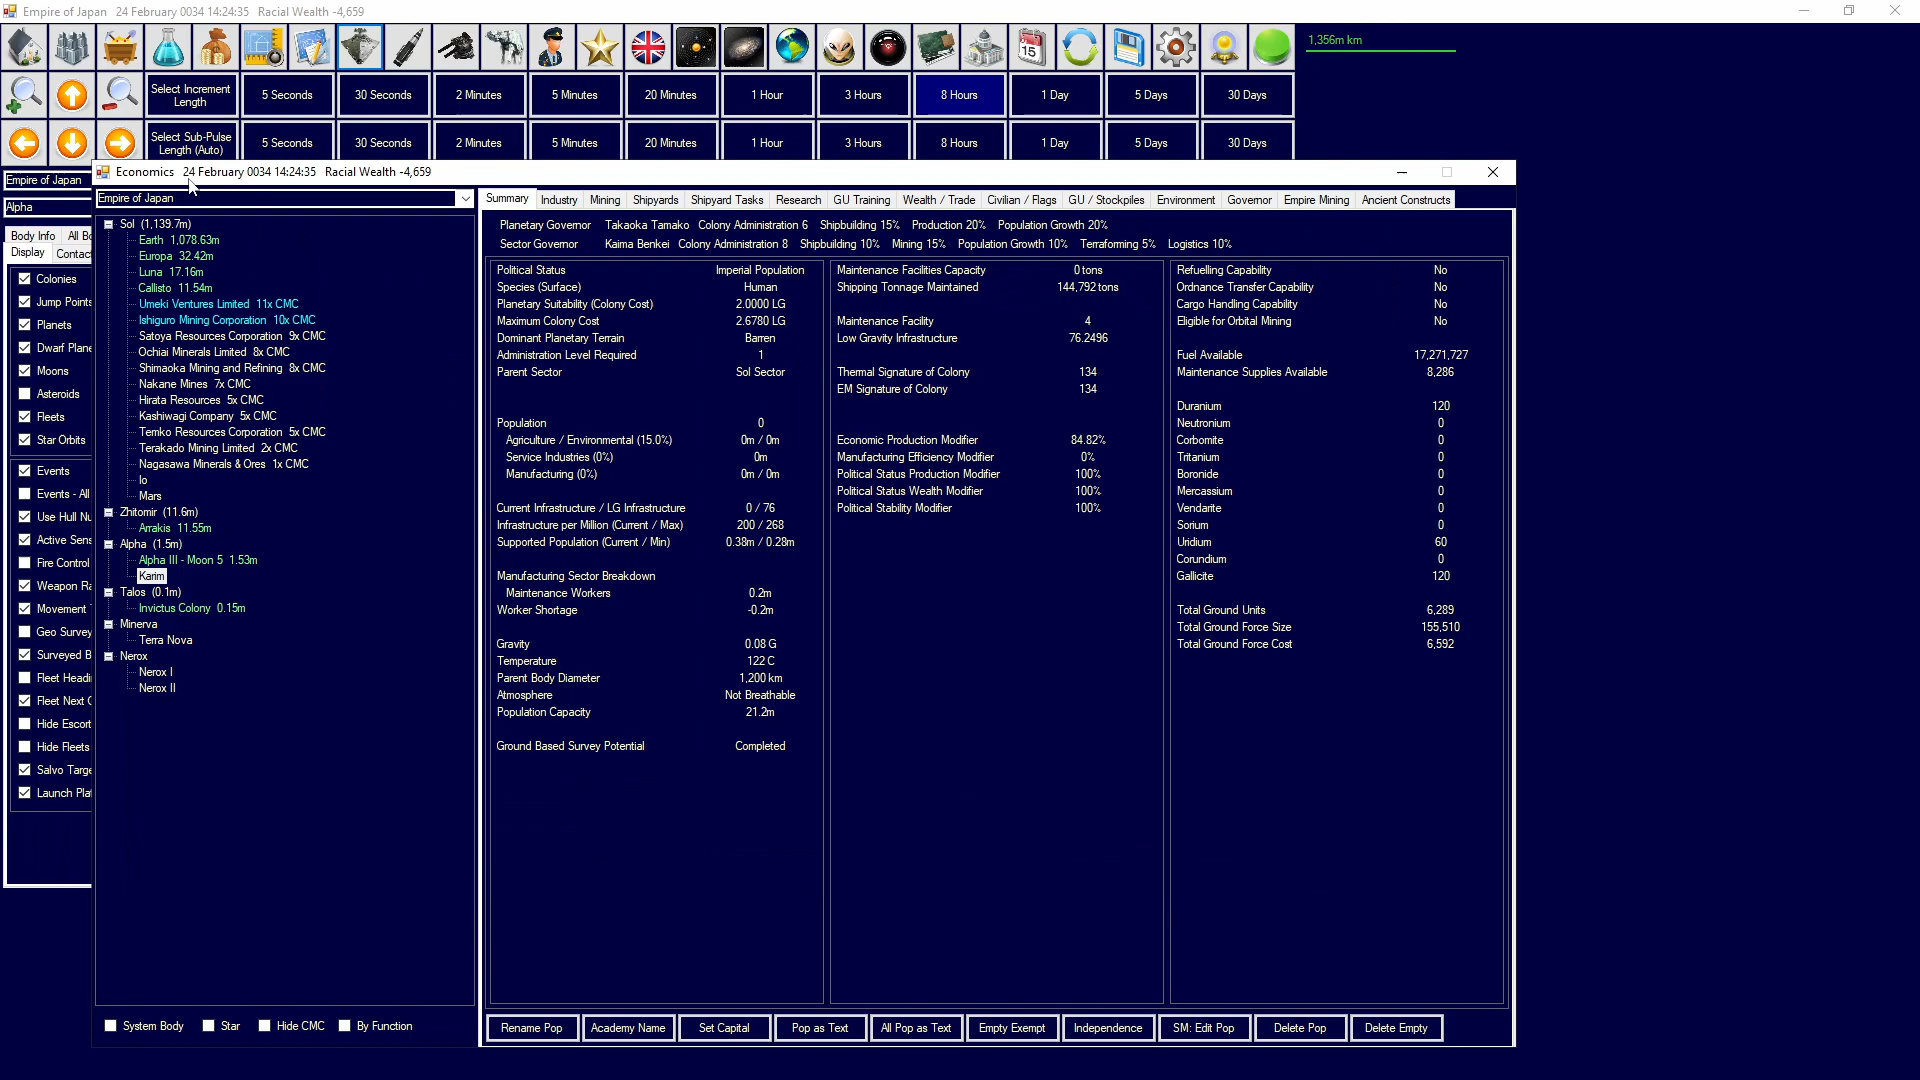 Empire of Japan 24 February 0034 14:24:35 Racial Wealth -4,659
15
1,356m km
Select Increment Length 5 Seconds 30 Seconds 2 Minutes 5 Minutes 20 Minutes 1 Hour 3 Hours 8 Hours 1 Day 5 Days 30 Days
Select Sub-Pulse Length (Auto) 5 Seconds 30 Seconds 2 Minutes 5 Minutes 20 Minutes 1 Hour 3 Hours 8 Hours 1 Day 5 Days 30 Days
Empire of Japan
Alpha
Body Info All Bo
Display Contac
Colonies
Jump Points
Planets
Dwarf Plane
Moons
Asteroids
Fleets
Star Orbits
Events
Events - All
Use Hull Nu
Active Sens
Fire Control
Weapon Ra
Movement
Geo Survey
Surveyed B
Fleet Headi
Fleet Next
Hide Escort
Hide Fleets
Salvo Targe
Launch Pla
Economics 24 February 0034 14:24:35 Racial Wealth -4,659
Empire of Japan
Sol (1,139.7m)
Earth 1,078.63m
Europa 32.42m
Luna 17.16m
Callisto 11.54m
Umeki Ventures Limited 11x CMC
Ishiguro Mining Corporation 10x CMC
Satoya Resources Corporation 9x CMC
Ochiai Minerals Limited 8x CMC
Shimaoka Mining and Refining 8x CMC
Nakane Mines 7x CMC
Hirata Resources 5x CMC
Kashiwagi Company 5x CMC
Temko Resources Corporation 5x CMC
Terakado Mining Limited 2x CMC
Nagasawa Minerals & Ores 1x CMC
Io
Mars
Zhitomir (11.6m)
Arrakis 11.55m
Alpha (1.5m)
Alpha III - Moon 5 1.53m
Karim
Talos (0.1m)
Invictus Colony 0.15m
Minerva
Terra Nova
Nerox
Nerox I
Nerox II
System Body Star Hide CMC By Function
Summary Industry Mining Shipyards Shipyard Tasks Research GU Training Wealth / Trade Civilian / Flags GU / Stockpiles Environment Governor Empire Mining Ancient Constructs
Planetary Governor Takaoka Tamako Colony Administration 6 Shipbuilding 15% Production 20% Population Growth 20%
Sector Governor Kaima Benkei Colony Administration 8 Shipbuilding 10% Mining 15% Population Growth 10% Terraforming 5% Logistics 10%
Political Status Imperial Population
Species (Surface) Human
Planetary Suitability (Colony Cost) 2.0000 LG
Maximum Colony Cost 2.6780 LG
Dominant Planetary Terrain Barren
Administration Level Required 1
Parent Sector Sol Sector
Population 0
Agriculture / Environmental (15.0%) 0m / 0m
Service Industries (0%) 0m
Manufacturing (0%) 0m / 0m
Current Infrastructure / LG Infrastructure 0 / 76
Infrastructure per Million (Current / Max) 200 / 268
Supported Population (Current / Min) 0.38m / 0.28m
Manufacturing Sector Breakdown
Maintenance Workers 0.2m
Worker Shortage -0.2m
Gravity 0.08 G
Temperature 122 C
Parent Body Diameter 1,200 km
Atmosphere Not Breathable
Population Capacity 21.2m
Ground Based Survey Potential Completed
Maintenance Facilities Capacity 0 tons
Shipping Tonnage Maintained 144,792 tons
Maintenance Facility 4
Low Gravity Infrastructure 76.2496
Thermal Signature of Colony 134
EM Signature of Colony 134
Economic Production Modifier 84.82%
Manufacturing Efficiency Modifier 0%
Political Status Production Modifier 100%
Political Status Wealth Modifier 100%
Political Stability Modifier 100%
Refuelling Capability No
Ordnance Transfer Capability No
Cargo Handling Capability No
Eligible for Orbital Mining No
Fuel Available 17,271,727
Maintenance Supplies Available 8,286
Duranium 120
Neutronium 0
Corbomite 0
Tritanium 0
Boronide 0
Mercassium 0
Vendarite 0
Sorium 0
Uridium 60
Corundium 0
Gallicite 120
Total Ground Units 6,289
Total Ground Force Size 155,510
Total Ground Force Cost 6,592
Rename Pop Academy Name Set Capital Pop as Text All Pop as Text Empty Exempt Independence SM: Edit Pop Delete Pop Delete Empty